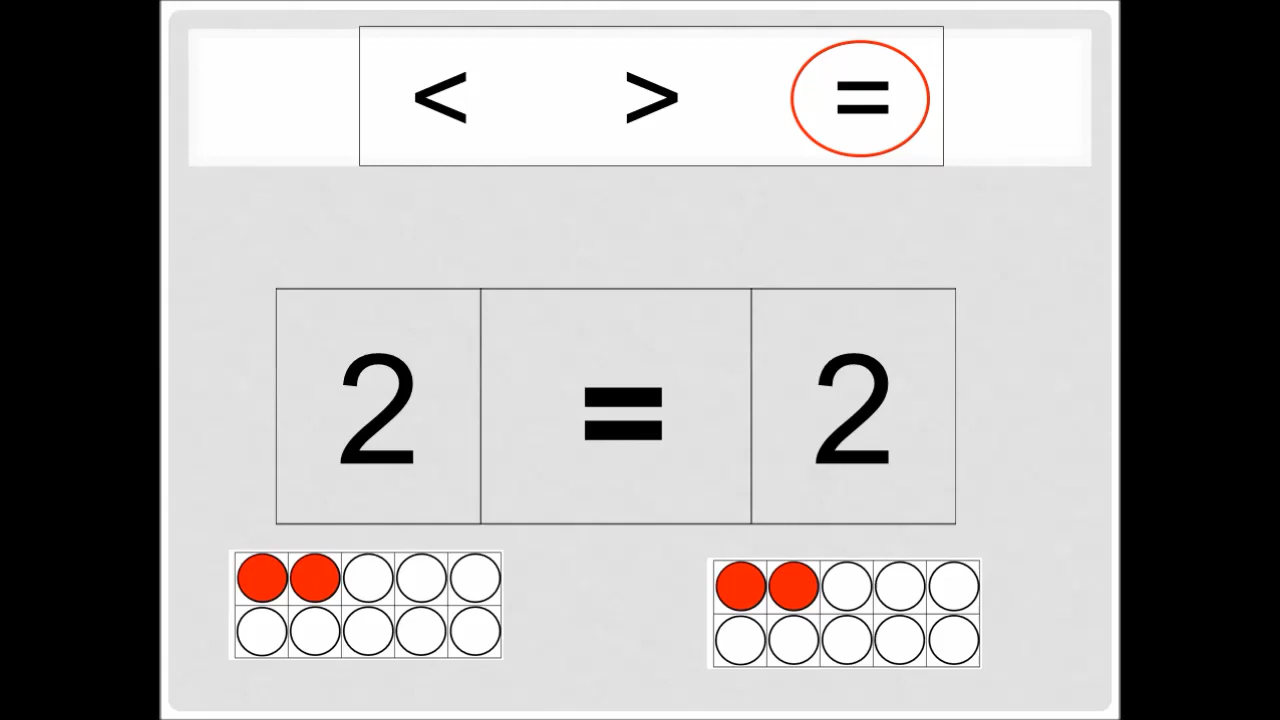 < > =
2 = 2